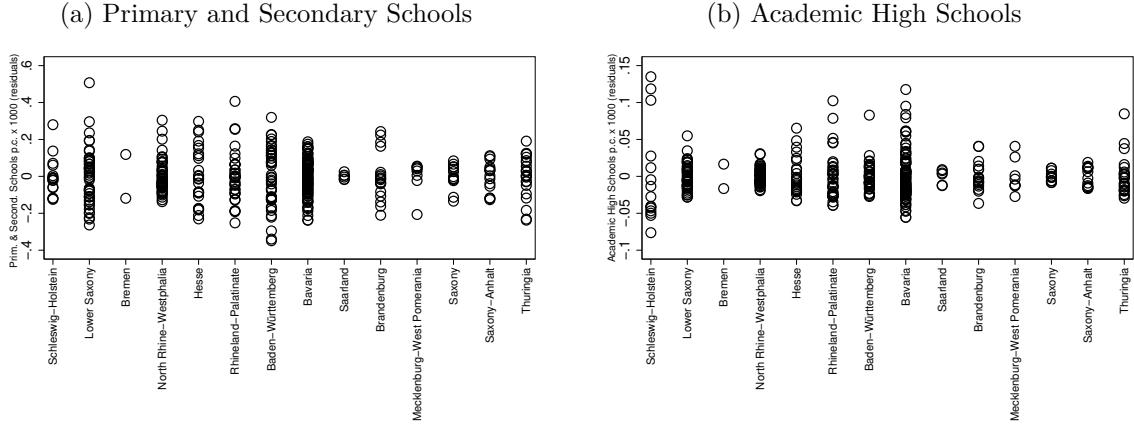 (a) Primary and Secondary Schools
Prim. & Second. Schools p.c. x 1000 (residuals)
.6
.4
.2
0
-.2
-.4
Schleswig-Holstein
Lower Saxony
Bremen
North Rhine-Westphalia
Hesse
Rhineland-Palatinate
Baden-Württemberg
Bavaria
Saarland
Brandenburg
Mecklenburg-West Pomerania
Saxony
Saxony-Anhalt
Thuringia
(b) Academic High Schools
Academic High Schools p.c. x 1000 (residuals)
.15
.1
.05
0
-.05
-.1
Schleswig-Holstein
Lower Saxony
Bremen
North Rhine-Westphalia
Hesse
Rhineland-Palatinate
Baden-Württemberg
Bavaria
Saarland
Brandenburg
Mecklenburg-West Pomerania
Saxony
Saxony-Anhalt
Thuringia